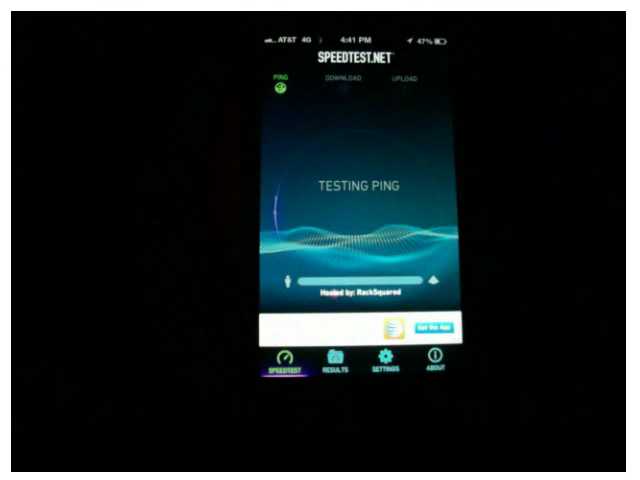 AT&T 4G 4:41 PM 47%
SPEEDTEST.NET
PING DOWNLOAD UPLOAD
TESTING PING
Hosted by: RackSquared
Get the App
SPEEDTEST RESULTS SETTINGS ABOUT